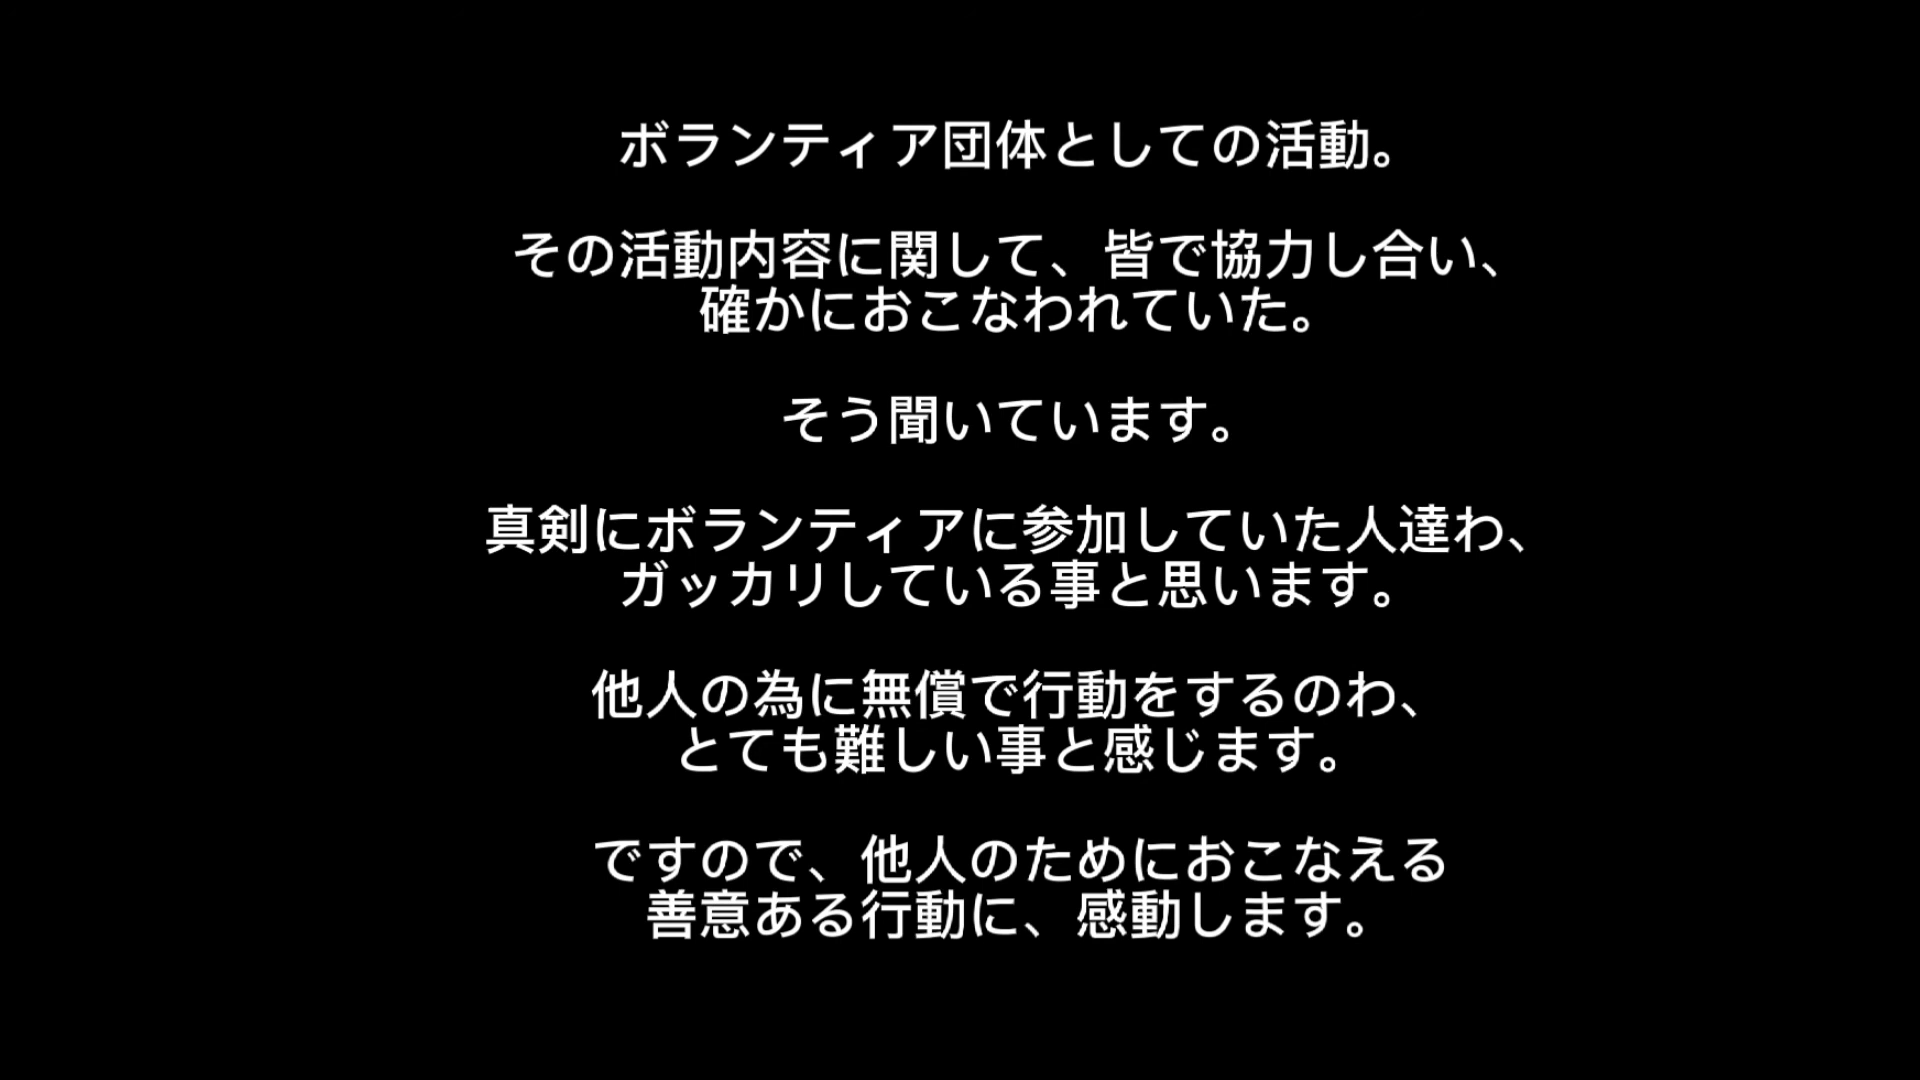 ボランティア団体としての活動。
その活動内容に関して、皆で協力し合い、
確かにおこなわれていた。
そう聞いています。
真剣にボランティアに参加していた人達わ、
ガッカリしている事と思います。
他人の為に無償で行動をするのわ、
とても難しい事と感じます。
ですので、他人のためにおこなえる
善意ある行動に、感動します。